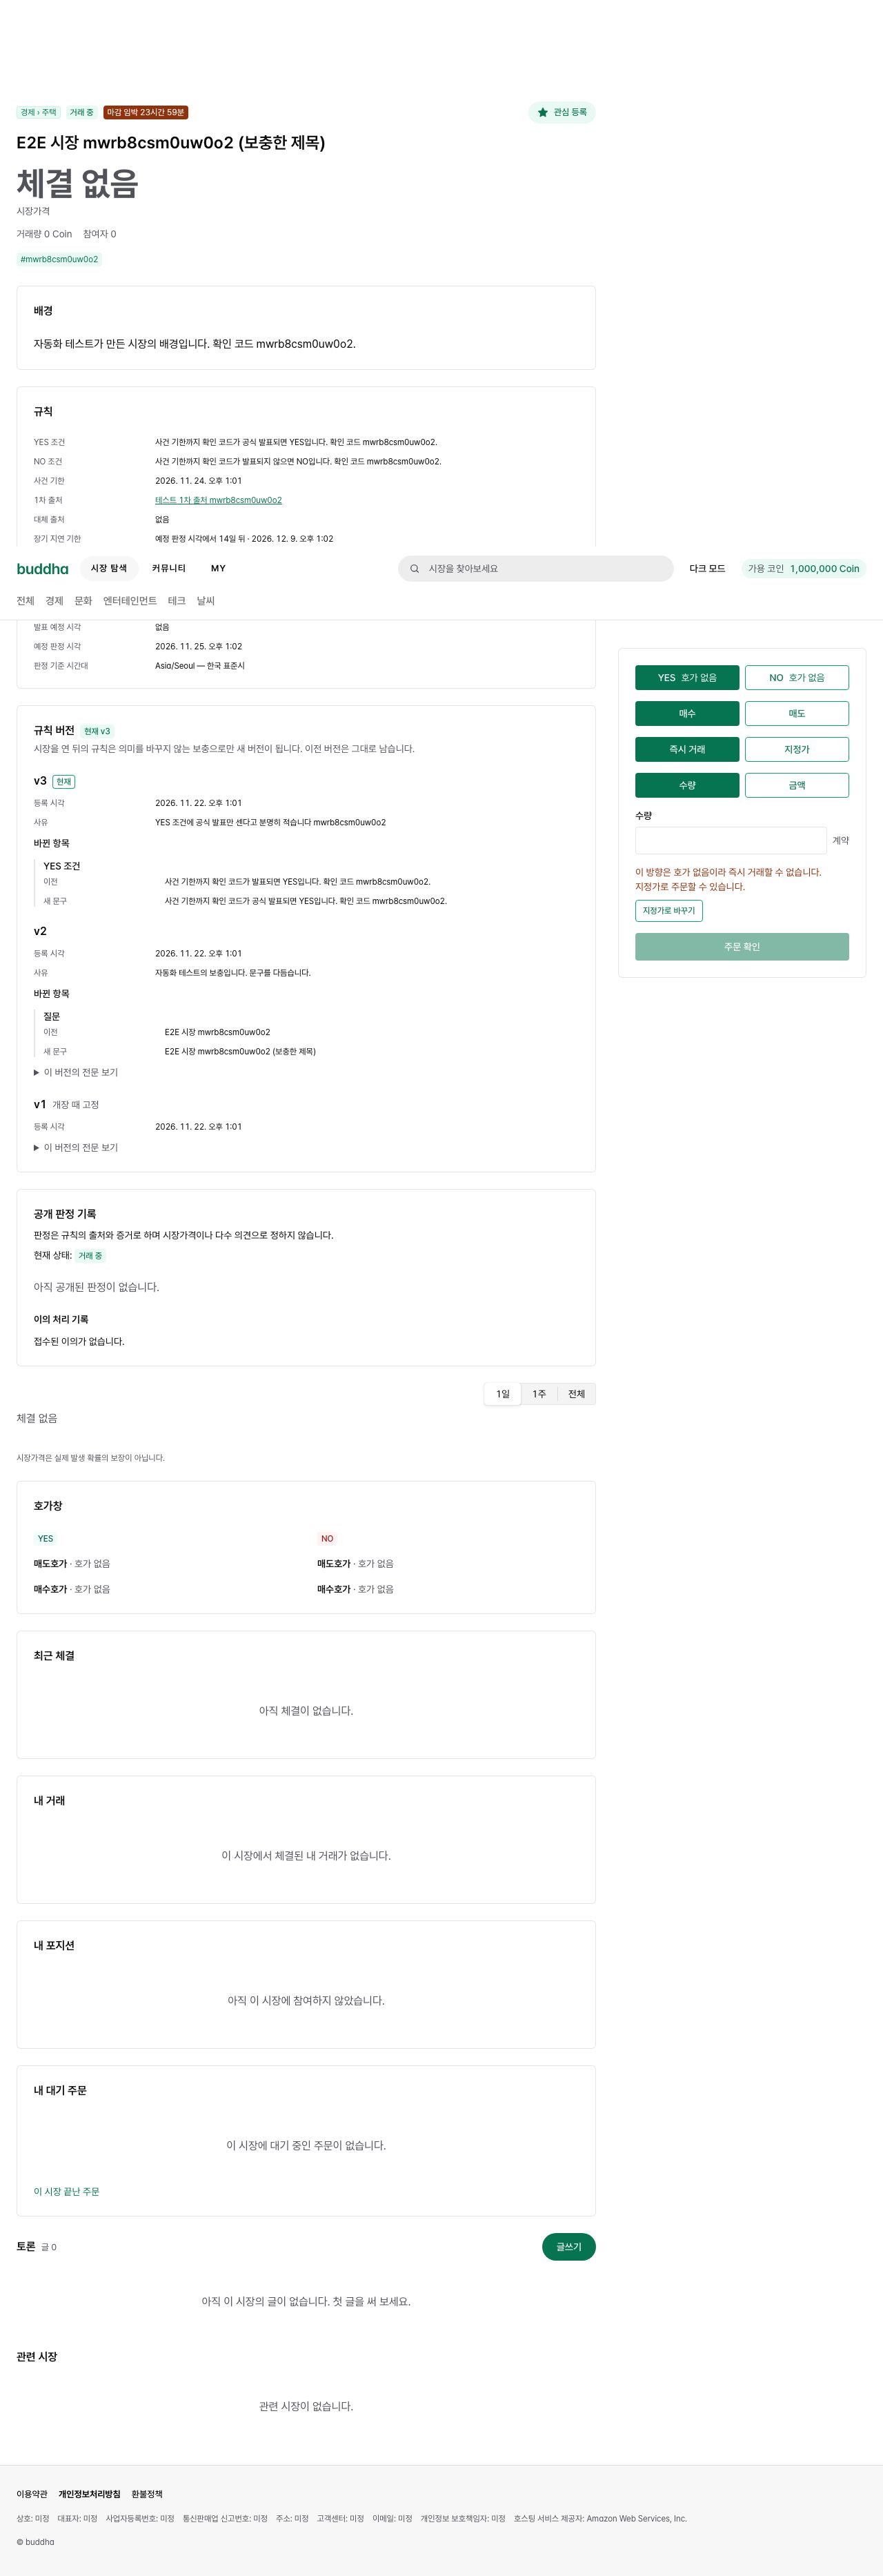 경제 › 주택 거래 중 마감 임박 23시간 59분 관심 등록
E2E 시장 mwrb8csm0uw0o2 (보충한 제목)
체결 없음
시장가격
거래량 0 Coin 참여자 0
#mwrb8csm0uw0o2
배경
자동화 테스트가 만든 시장의 배경입니다. 확인 코드 mwrb8csm0uw0o2.
규칙
YES 조건 사건 기한까지 확인 코드가 공식 발표되면 YES입니다. 확인 코드 mwrb8csm0uw0o2.
NO 조건 사건 기한까지 확인 코드가 발표되지 않으면 NO입니다. 확인 코드 mwrb8csm0uw0o2.
사건 기한 2026. 11. 24. 오후 1:01
1차 출처 테스트 1차 출처 mwrb8csm0uw0o2
대체 출처 없음
장기 지연 기한 예정 판정 시각에서 14일 뒤 · 2026. 12. 9. 오후 1:02
buddha 시장 탐색 커뮤니티 MY 시장을 찾아보세요 다크 모드 가용 코인 1,000,000 Coin
전체 경제 문화 엔터테인먼트 테크 날씨
발표 예정 시각 없음
예정 판정 시각 2026. 11. 25. 오후 1:02
판정 기준 시간대 Asia/Seoul — 한국 표준시
YES 호가 없음 NO 호가 없음
매수 매도
즉시 거래 지정가
수량 금액
수량
계약
이 방향은 호가 없음이라 즉시 거래할 수 없습니다.
지정가로 주문할 수 있습니다.
지정가로 바꾸기
주문 확인
규칙 버전 현재 v3
시장을 연 뒤의 규칙은 의미를 바꾸지 않는 보충으로만 새 버전이 됩니다. 이전 버전은 그대로 남습니다.
v3 현재
등록 시각 2026. 11. 22. 오후 1:01
사유 YES 조건에 공식 발표만 센다고 분명히 적습니다 mwrb8csm0uw0o2
바뀐 항목
YES 조건
이전 사건 기한까지 확인 코드가 발표되면 YES입니다. 확인 코드 mwrb8csm0uw0o2.
새 문구 사건 기한까지 확인 코드가 공식 발표되면 YES입니다. 확인 코드 mwrb8csm0uw0o2.
v2
등록 시각 2026. 11. 22. 오후 1:01
사유 자동화 테스트의 보충입니다. 문구를 다듬습니다.
바뀐 항목
질문
이전 E2E 시장 mwrb8csm0uw0o2
새 문구 E2E 시장 mwrb8csm0uw0o2 (보충한 제목)
▶ 이 버전의 전문 보기
v1 개장 때 고정
등록 시각 2026. 11. 22. 오후 1:01
▶ 이 버전의 전문 보기
공개 판정 기록
판정은 규칙의 출처와 증거로 하며 시장가격이나 다수 의견으로 정하지 않습니다.
현재 상태: 거래 중
아직 공개된 판정이 없습니다.
이의 처리 기록
접수된 이의가 없습니다.
1일 1주 전체
체결 없음
시장가격은 실제 발생 확률의 보장이 아닙니다.
호가창
YES NO
매도호가 · 호가 없음 매도호가 · 호가 없음
매수호가 · 호가 없음 매수호가 · 호가 없음
최근 체결
아직 체결이 없습니다.
내 거래
이 시장에서 체결된 내 거래가 없습니다.
내 포지션
아직 이 시장에 참여하지 않았습니다.
내 대기 주문
이 시장에 대기 중인 주문이 없습니다.
이 시장 끝난 주문
토론 글 0 글쓰기
아직 이 시장의 글이 없습니다. 첫 글을 써 보세요.
관련 시장
관련 시장이 없습니다.
이용약관 개인정보처리방침 환불정책
상호: 미정 대표자: 미정 사업자등록번호: 미정 통신판매업 신고번호: 미정 주소: 미정 고객센터: 미정 이메일: 미정 개인정보 보호책임자: 미정 호스팅 서비스 제공자: Amazon Web Services, Inc.
© buddha